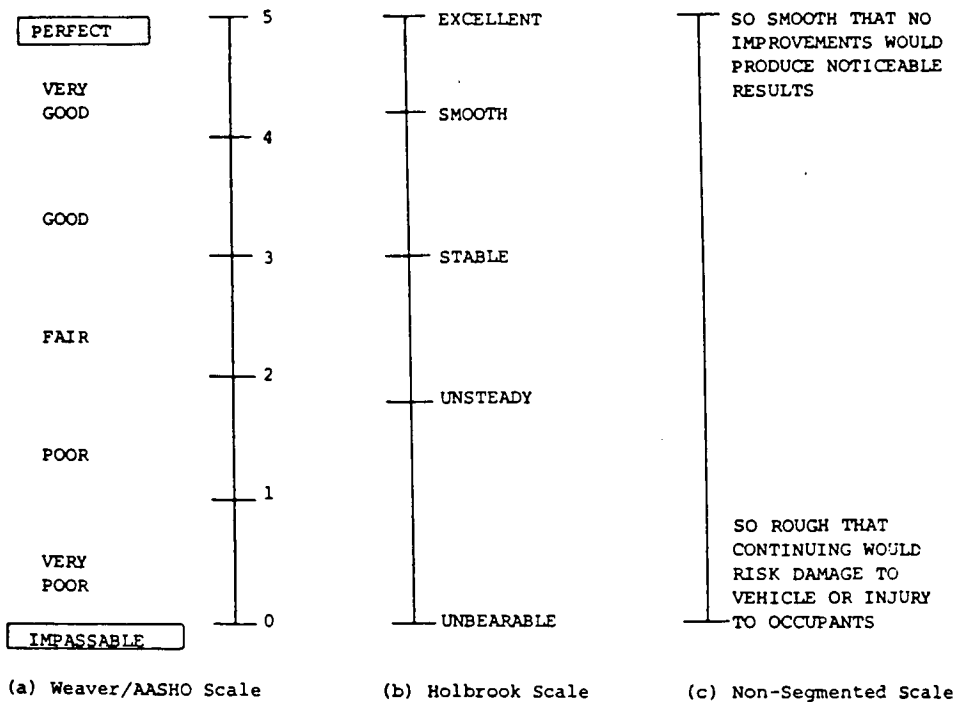 PERFECT
VERY
GOOD
GOOD
FAIR
POOR
VERY
POOR
IMPASSABLE
5
4
3
2
1
0
(a) Weaver/AASHO Scale
EXCELLENT
SMOOTH
STABLE
UNSTEADY
UNBEARABLE
(b) Holbrook Scale
SO SMOOTH THAT NO
IMPROVEMENTS WOULD
PRODUCE NOTICEABLE
RESULTS
SO ROUGH THAT
CONTINUING WOULD
RISK DAMAGE TO
VEHICLE OR INJURY
TO OCCUPANTS
(c) Non-Segmented Scale